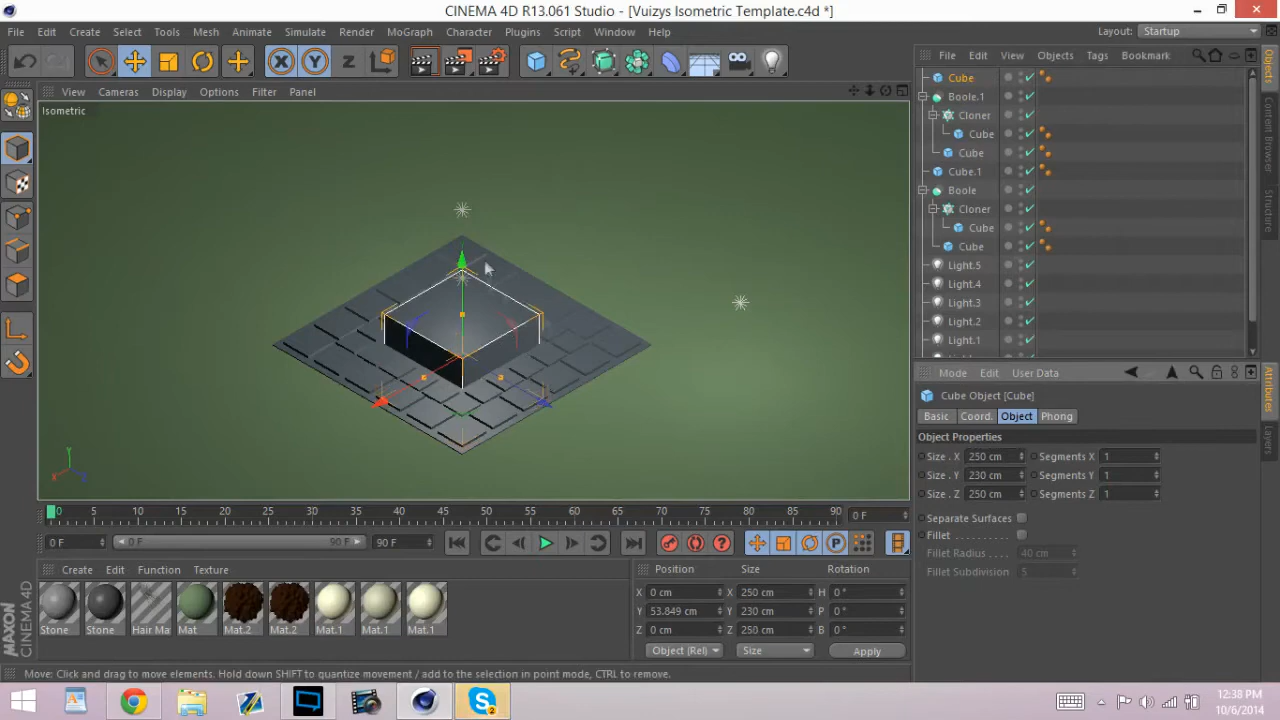 CINEMA 4D R13.061 Studio - [Vuizys Isometric Template.c4d *]
File Edit Create Select Tools Mesh Animate Simulate Render MoGraph Character Plugins Script Window Help
Layout: Startup
File Edit View Objects Tags Bookmark
View Cameras Display Options Filter Panel
Isometric
Cube
Boole.1
Cloner
Cube
Cube
Cube.1
Boole
Cloner
Cube
Cube
Light.5
Light.4
Light.3
Light.2
Light.1
Objects
Content Browser
Structure
Mode Edit User Data
Cube Object [Cube]
Basic Coord. Object Phong
Object Properties
Size . X 250 cm Segments X 1
Size . Y 230 cm Segments Y 1
Size . Z 250 cm Segments Z 1
Separate Surfaces
Fillet
Fillet Radius 40 cm
Fillet Subdivision 5
Attributes
Layers
Y
X Z
0 5 10 15 20 25 30 35 40 45 50 55 60 65 70 75 80 85 90 0 F
0 F 0 F 90 F 90 F
Create Edit Function Texture
Stone Stone Hair Ma Mat Mat.2 Mat.2 Mat.1 Mat.1 Mat.1
Position Size Rotation
X 0 cm X 250 cm H 0 °
Y 53.849 cm Y 230 cm P 0 °
Z 0 cm Z 250 cm B 0 °
Object (Rel) Size Apply
MAXON
CINEMA 4D
Move: Click and drag to move elements. Hold down SHIFT to quantize movement / add to the selection in point mode, CTRL to remove.
2
12:38 PM
10/6/2014